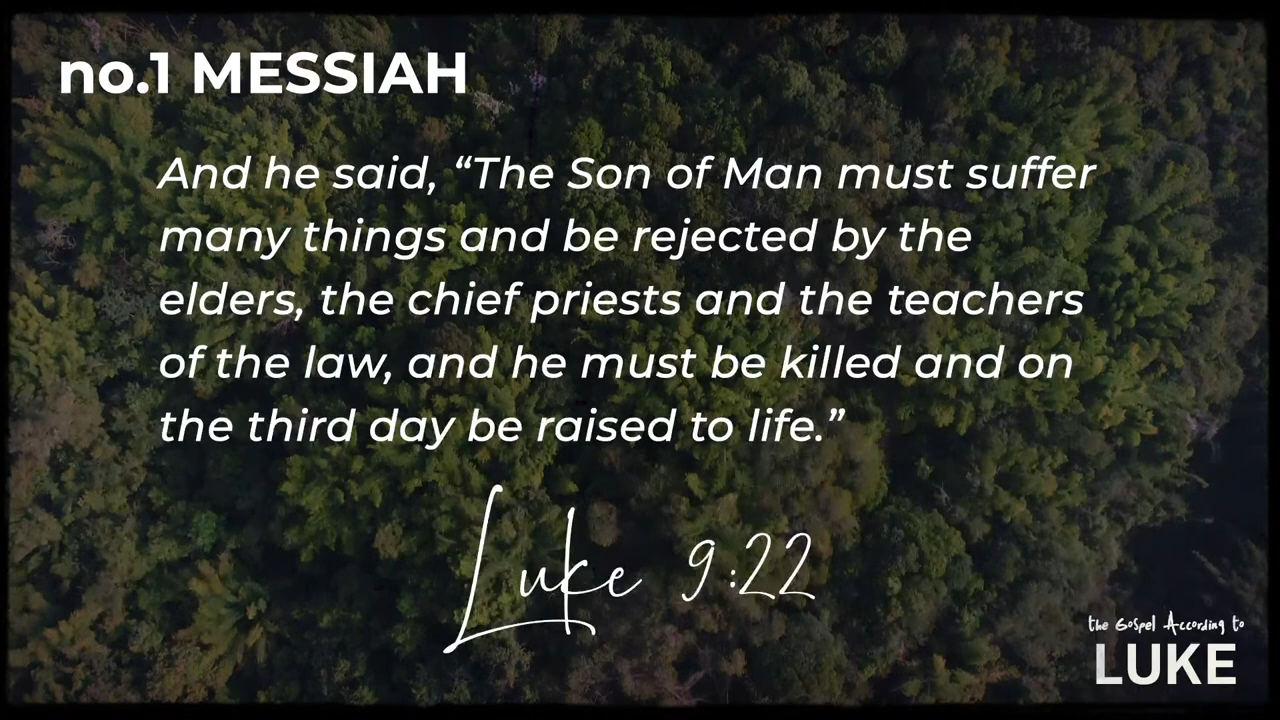 no.1 MESSIAH
And he said, “The Son of Man must suffer
many things and be rejected by the
elders, the chief priests and the teachers
of the law, and he must be killed and on
the third day be raised to life.”
Luke 9:22
the Gospel According to
LUKE